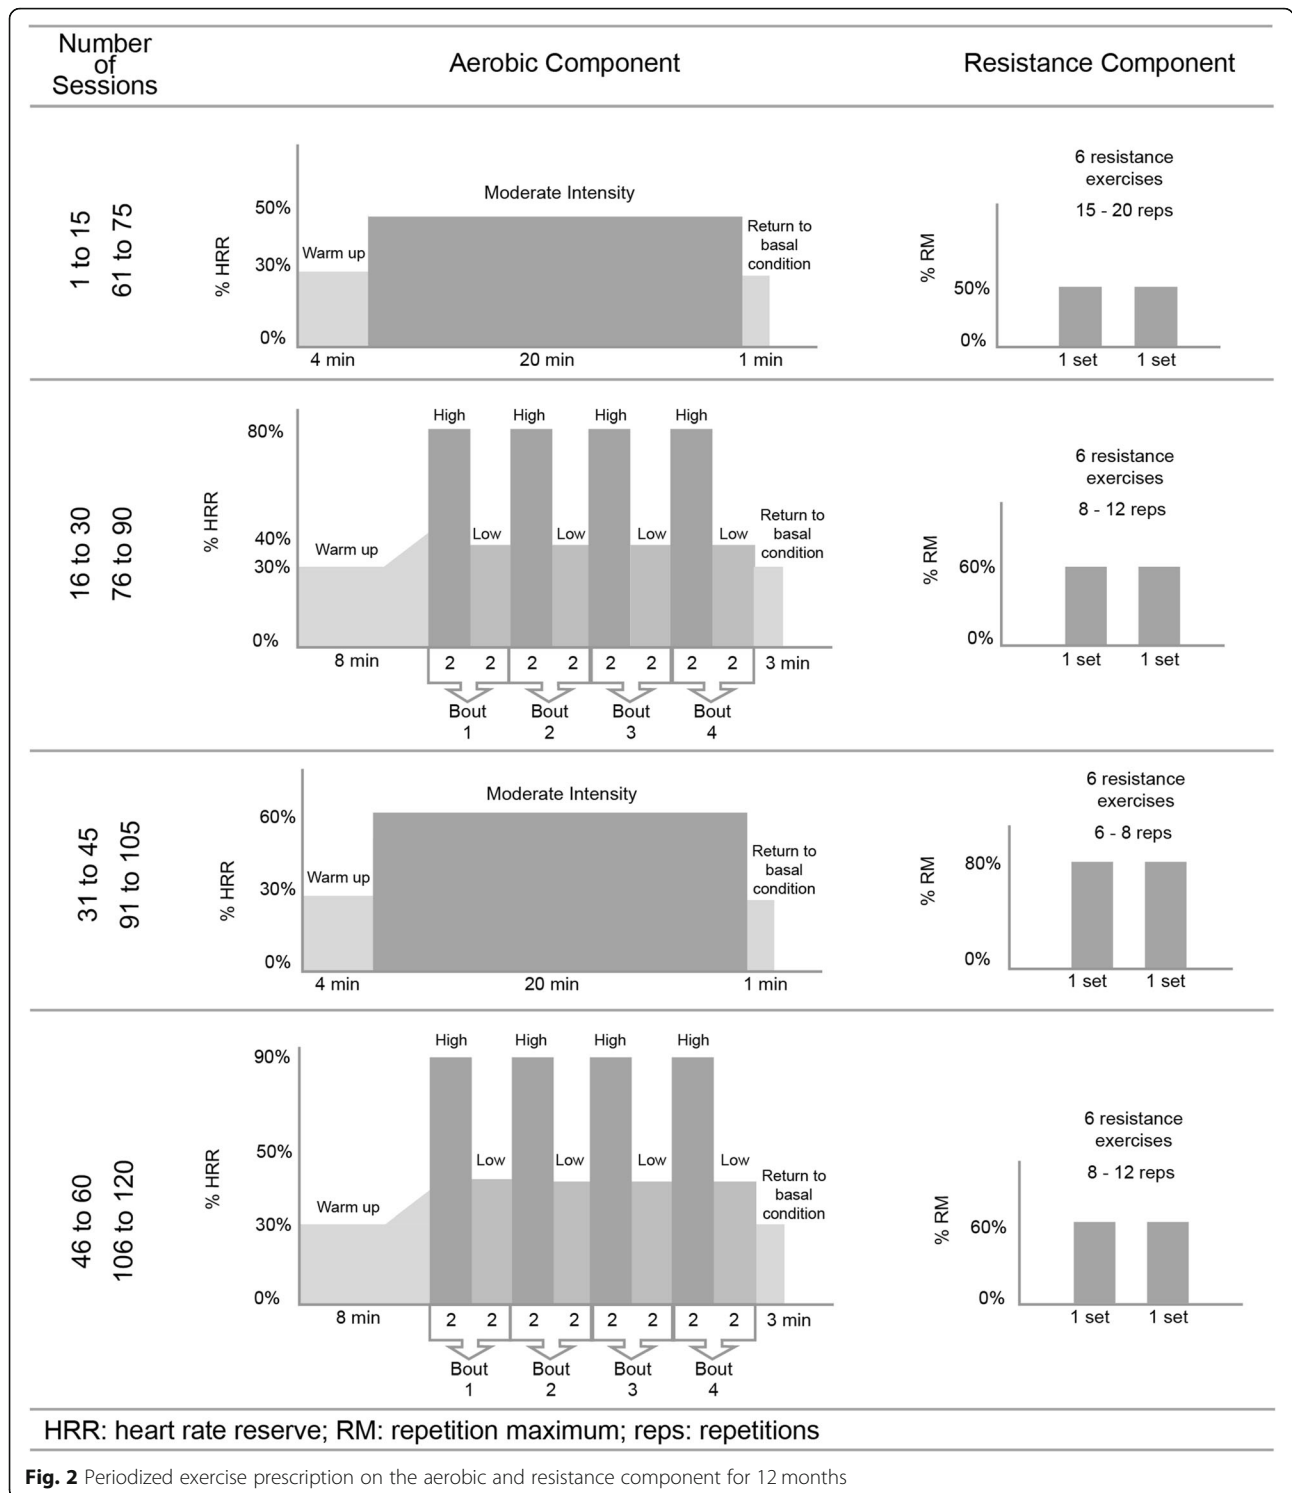 Number
of
Sessions
Aerobic Component
Resistance Component
1 to 15
61 to 75
% HRR
50%
30%
0%
Warm up
Moderate Intensity
Return to
basal
condition
4 min
20 min
1 min
6 resistance
exercises
15 - 20 reps
% RM
50%
0%
1 set
1 set
16 to 30
76 to 90
% HRR
80%
40%
30%
0%
Warm up
High
Low
High
Low
High
Low
High
Low
Return to
basal
condition
8 min
2 2 2 2 2 2 2 2
3 min
Bout
1
Bout
2
Bout
3
Bout
4
6 resistance
exercises
8 - 12 reps
% RM
60%
0%
1 set
1 set
31 to 45
91 to 105
% HRR
60%
30%
0%
Warm up
Moderate Intensity
Return to
basal
condition
4 min
20 min
1 min
6 resistance
exercises
6 - 8 reps
% RM
80%
0%
1 set
1 set
46 to 60
106 to 120
% HRR
90%
50%
30%
0%
Warm up
High
Low
High
Low
High
Low
High
Low
Return to
basal
condition
8 min
2 2 2 2 2 2 2 2
3 min
Bout
1
Bout
2
Bout
3
Bout
4
6 resistance
exercises
8 - 12 reps
% RM
60%
0%
1 set
1 set
HRR: heart rate reserve; RM: repetition maximum; reps: repetitions
Fig. 2 Periodized exercise prescription on the aerobic and resistance component for 12 months